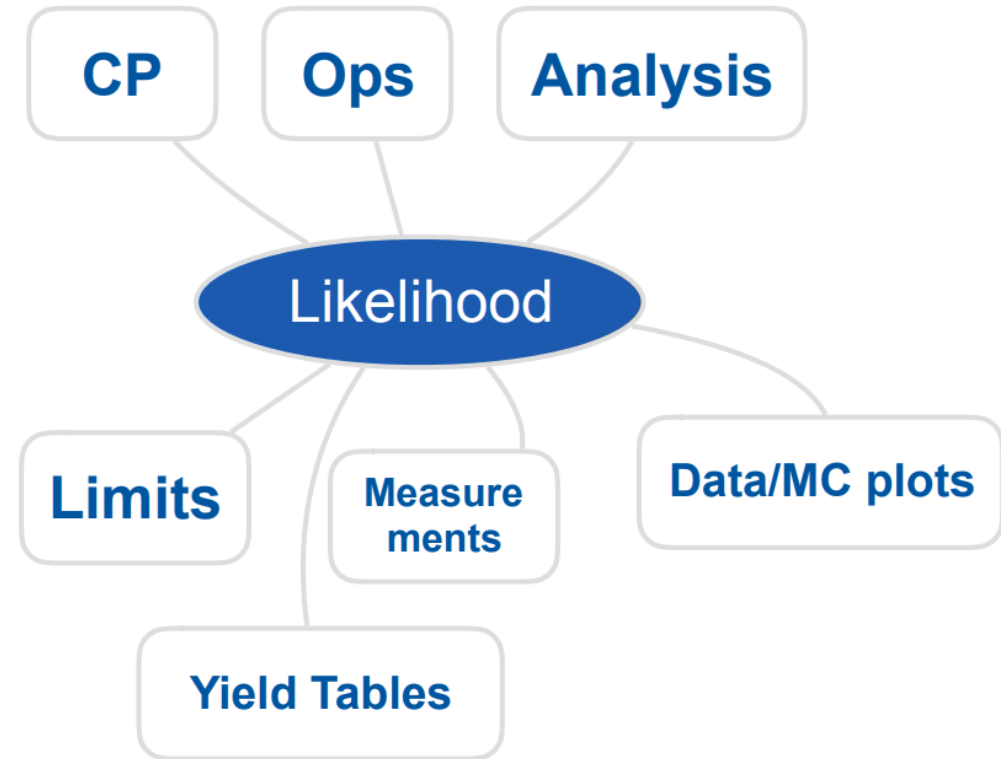 CP
Ops
Analysis
Likelihood
Limits
Measure
ments
Data/MC plots
Yield Tables